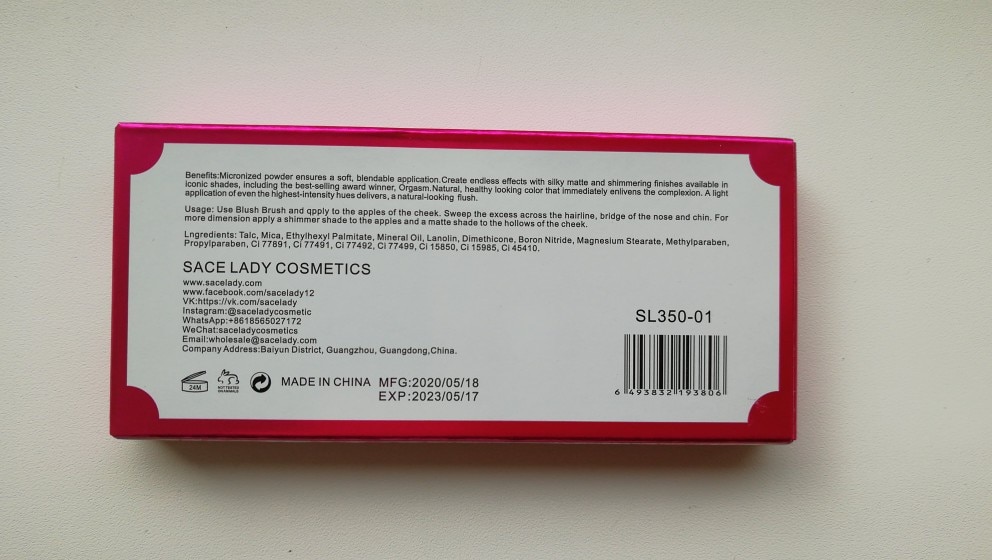 Benefits:Micronized powder ensures a soft, blendable application.Create endless effects with silky matte and shimmering finishes available in
iconic shades, including the best-selling award winner, Orgasm.Natural, healthy looking color that immediately enlivens the complexion. A light
application of even the highest-intensity hues delivers, a natural-looking flush.
Usage: Use Blush Brush and qpply to the apples of the cheek. Sweep the excess across the hairline, bridge of the nose and chin. For
more dimension apply a shimmer shade to the apples and a matte shade to the hollows of the cheek.
Lngredients: Talc, Mica, Ethylhexyl Palmitate, Mineral Oil, Lanolin, Dimethicone, Boron Nitride, Magnesium Stearate, Methylparaben,
Propylparaben, Ci 77891, Ci 77491, Ci 77492, Ci 77499, Ci 15850, Ci 15985, Ci 45410.
SACE LADY COSMETICS
www.sacelady.com
www.facebook.com/sacelady12
VK:https://vk.com/sacelady
Instagram:@saceladycosmetic
WhatsApp:+8618565027172
WeChat:saceladycosmetics
Email:wholesale@sacelady.com
Company Address:Baiyun District, Guangzhou, Guangdong,China.
SL350-01
6 493832 193806
24M
NOT TESTED
ON ANIMALS
MADE IN CHINA MFG:2020/05/18
EXP:2023/05/17